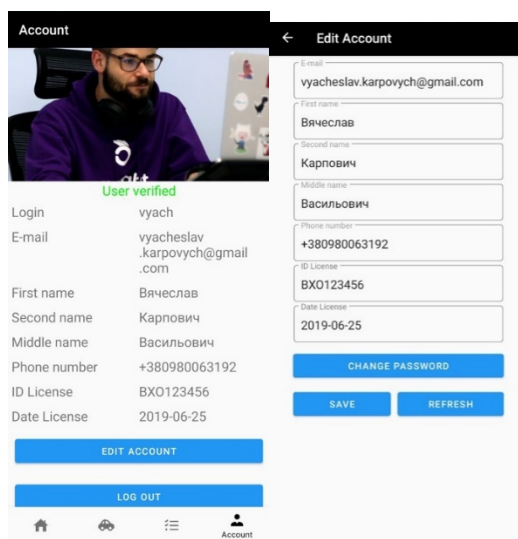 Account
User verified
Login vyach
E-mail vyacheslav
.karpovych@gmail
.com
First name Вячеслав
Second name Карпович
Middle name Васильович
Phone number +380980063192
ID License ВХО123456
Date License 2019-06-25
EDIT ACCOUNT
LOG OUT
Account
Edit Account
E-mail
vyacheslav.karpovych@gmail.com
First name
Вячеслав
Second name
Карпович
Middle name
Васильович
Phone number
+380980063192
ID License
ВХО123456
Date License
2019-06-25
CHANGE PASSWORD
SAVE REFRESH